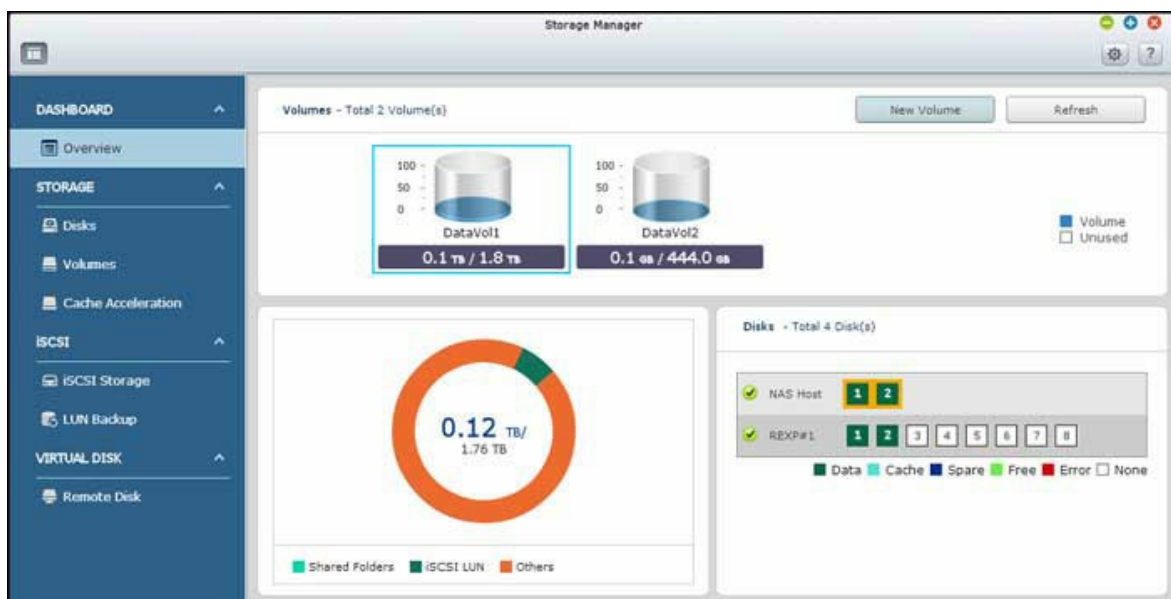 Storage Manager
?
DASHBOARD
Overview
STORAGE
Disks
Volumes
Cache Acceleration
iSCSI
iSCSI Storage
LUN Backup
VIRTUAL DISK
Remote Disk
Volumes - Total 2 Volume(s)
New Volume
Refresh
100
50
0
DataVol1
0.1 TB / 1.8 TB
100
50
0
DataVol2
0.1 GB / 444.0 GB
Volume
Unused
0.12 TB/
1.76 TB
Shared Folders iSCSI LUN Others
Disks - Total 4 Disk(s)
NAS Host 1 2
REXP#1 1 2 3 4 5 6 7 8
Data Cache Spare Free Error None